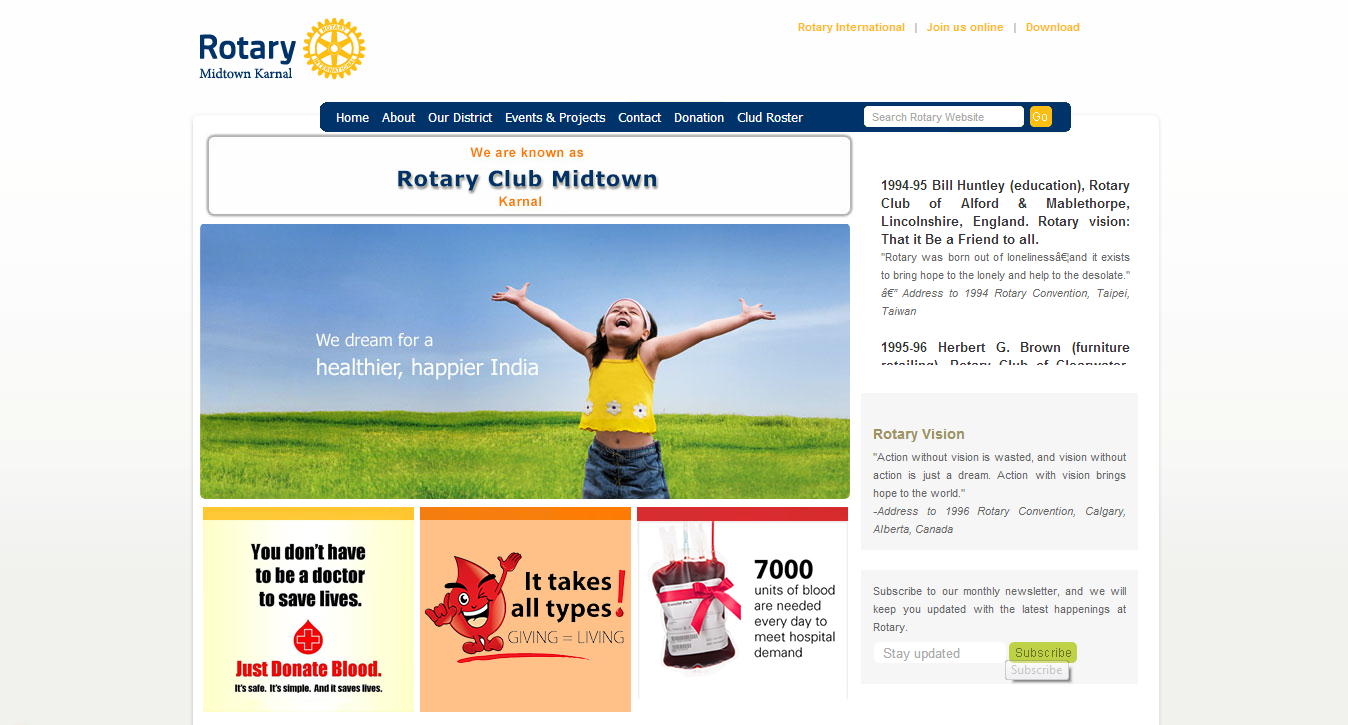 Rotary
Midtown Karnal
ROTARY
INTERNATIONAL
Rotary International | Join us online | Download
Home About Our District Events & Projects Contact Donation Clud Roster
Search Rotary Website Go
We are known as
Rotary Club Midtown
Karnal
We dream for a
healthier, happier India
1994-95 Bill Huntley (education), Rotary
Club of Alford & Mablethorpe,
Lincolnshire, England. Rotary vision:
That it Be a Friend to all.
"Rotary was born out of lonelinessâ€¦and it exists
to bring hope to the lonely and help to the desolate."
â€" Address to 1994 Rotary Convention, Taipei,
Taiwan
1995-96 Herbert G. Brown (furniture
retailing), Rotary Club of Clearwater,
Rotary Vision
"Action without vision is wasted, and vision without
action is just a dream. Action with vision brings
hope to the world."
-Address to 1996 Rotary Convention, Calgary,
Alberta, Canada
You don't have
to be a doctor
to save lives.
Just Donate Blood.
It's safe. It's simple. And it saves lives.
It takes
all types!
GIVING = LIVING
7000
units of blood
are needed
every day to
meet hospital
demand
Subscribe to our monthly newsletter, and we will
keep you updated with the latest happenings at
Rotary.
Stay updated Subscribe
Subscribe